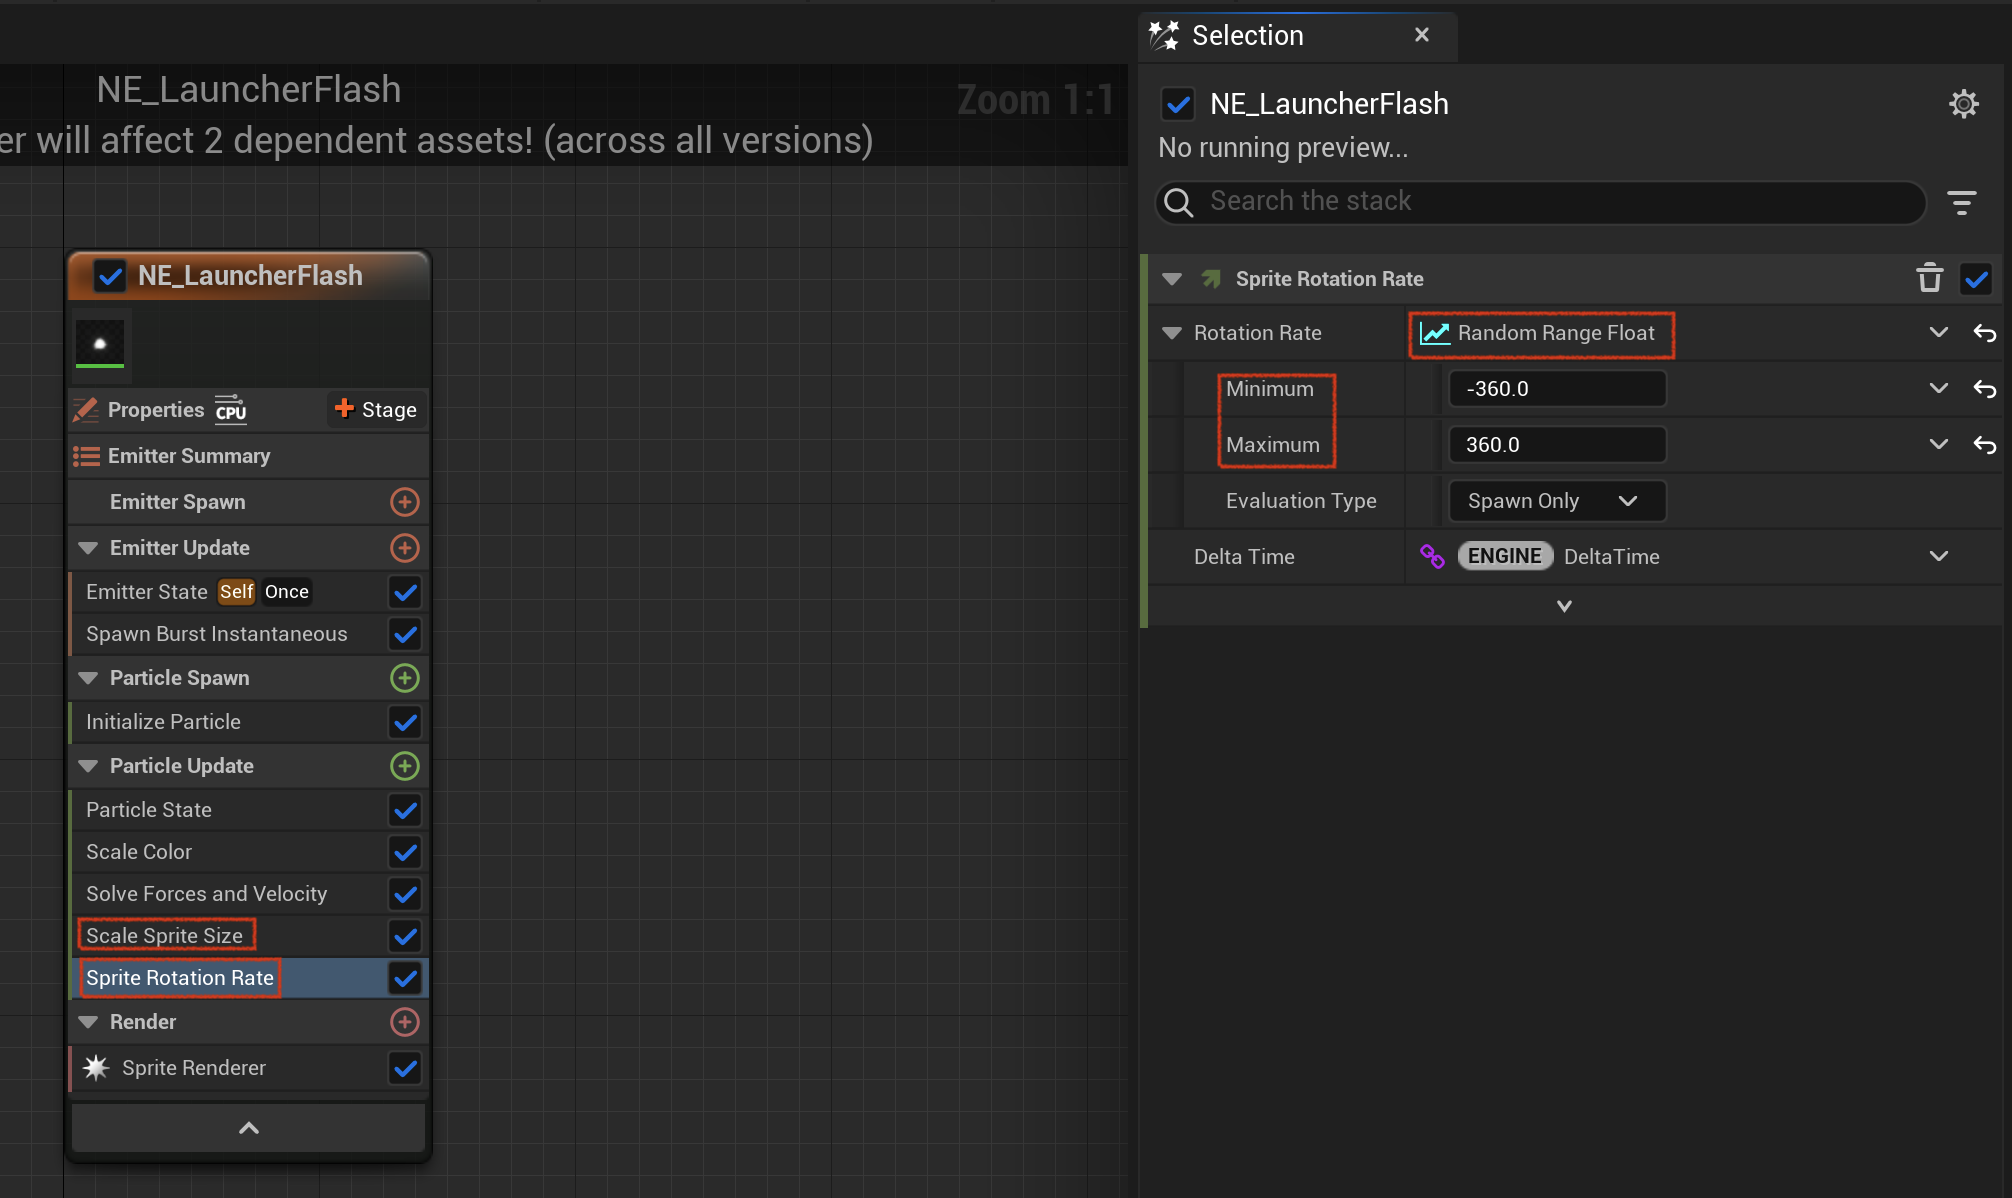 NE_LauncherFlash
er will affect 2 dependent assets! (across all versions)
Zoom 1:1
NE_LauncherFlash
Properties CPU Stage
Emitter Summary
Emitter Spawn
Emitter Update
Emitter State Self Once
Spawn Burst Instantaneous
Particle Spawn
Initialize Particle
Particle Update
Particle State
Scale Color
Solve Forces and Velocity
Scale Sprite Size
Sprite Rotation Rate
Render
Sprite Renderer
Selection
NE_LauncherFlash
No running preview...
Search the stack
Sprite Rotation Rate
Rotation Rate Random Range Float
Minimum -360.0
Maximum 360.0
Evaluation Type Spawn Only
Delta Time ENGINE DeltaTime